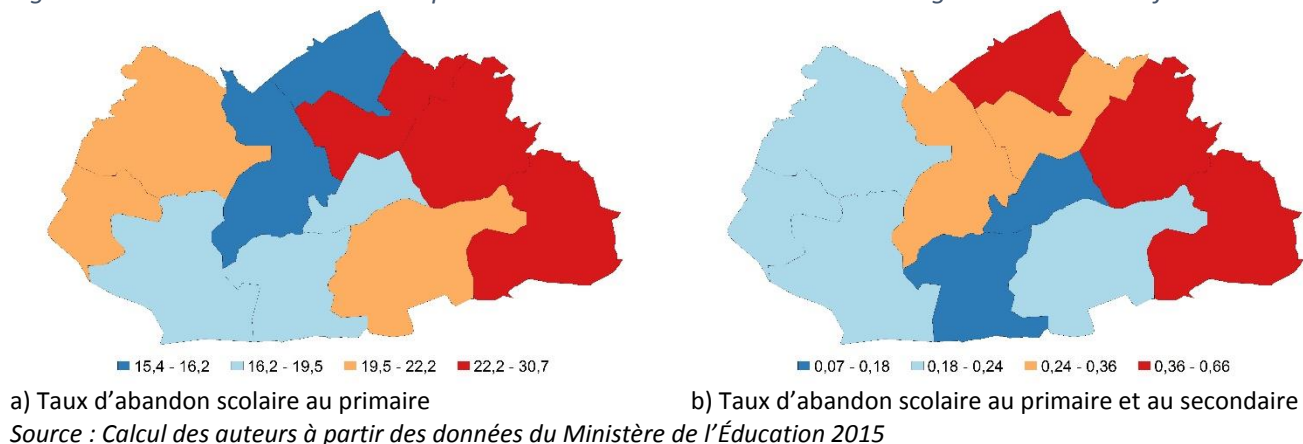 15,4 - 16,2 16,2 - 19,5 19,5 - 22,2 22,2 - 30,7
0,07 - 0,18 0,18 - 0,24 0,24 - 0,36 0,36 - 0,66
a) Taux d’abandon scolaire au primaire
b) Taux d’abandon scolaire au primaire et au secondaire
Source : Calcul des auteurs à partir des données du Ministère de l’Éducation 2015